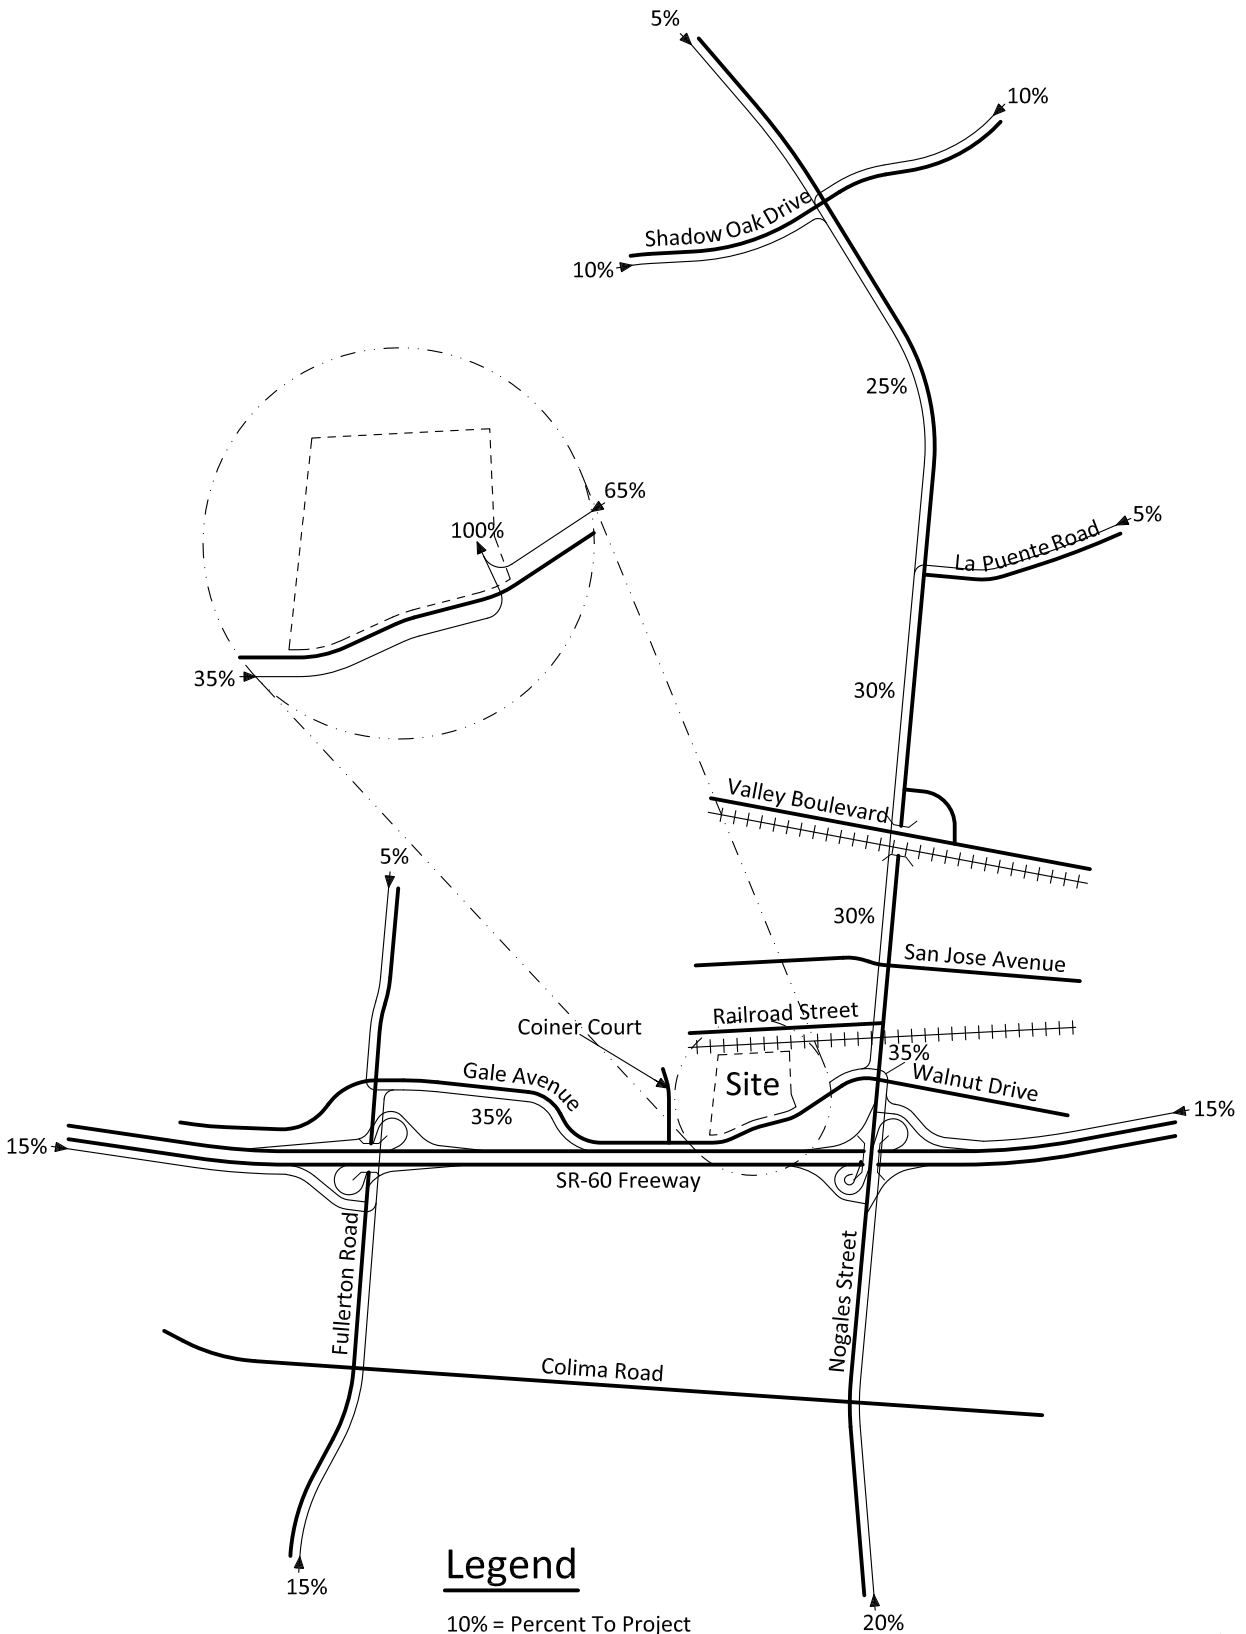 5%
10%
Shadow Oak Drive
10%
25%
65%
5%
100%
La Puente Road
35%
30%
Valley Boulevard
5%
30%
San Jose Avenue
Railroad Street
Coiner Court
35%
Gale Avenue
Site
Walnut Drive
35%
15%
15%
SR-60 Freeway
Fullerton Road
Nogales Street
Colima Road
Legend
15%
10% = Percent To Project
20%